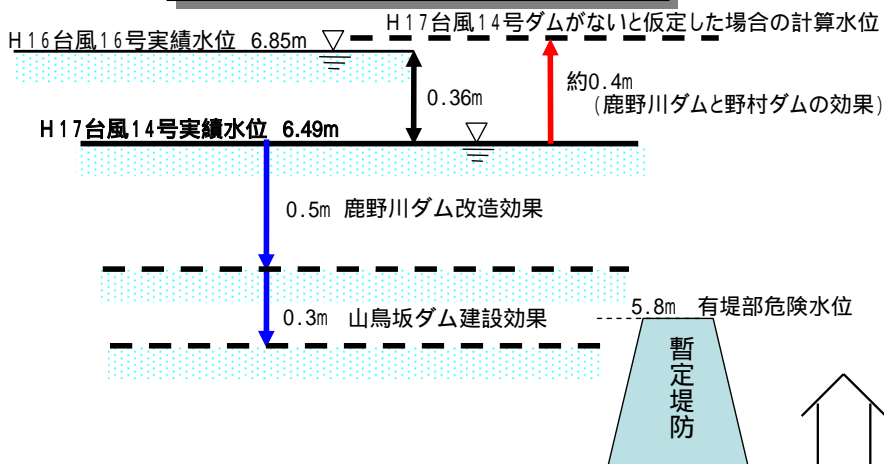 H17台風14号ダムがないと仮定した場合の計算水位
H16台風16号実績水位 6.85m
0.36m
約0.4m
(鹿野川ダムと野村ダムの効果)
H17台風14号実績水位 6.49m
0.5m 鹿野川ダム改造効果
0.3m 山鳥坂ダム建設効果
5.8m 有堤部危険水位
暫定堤防